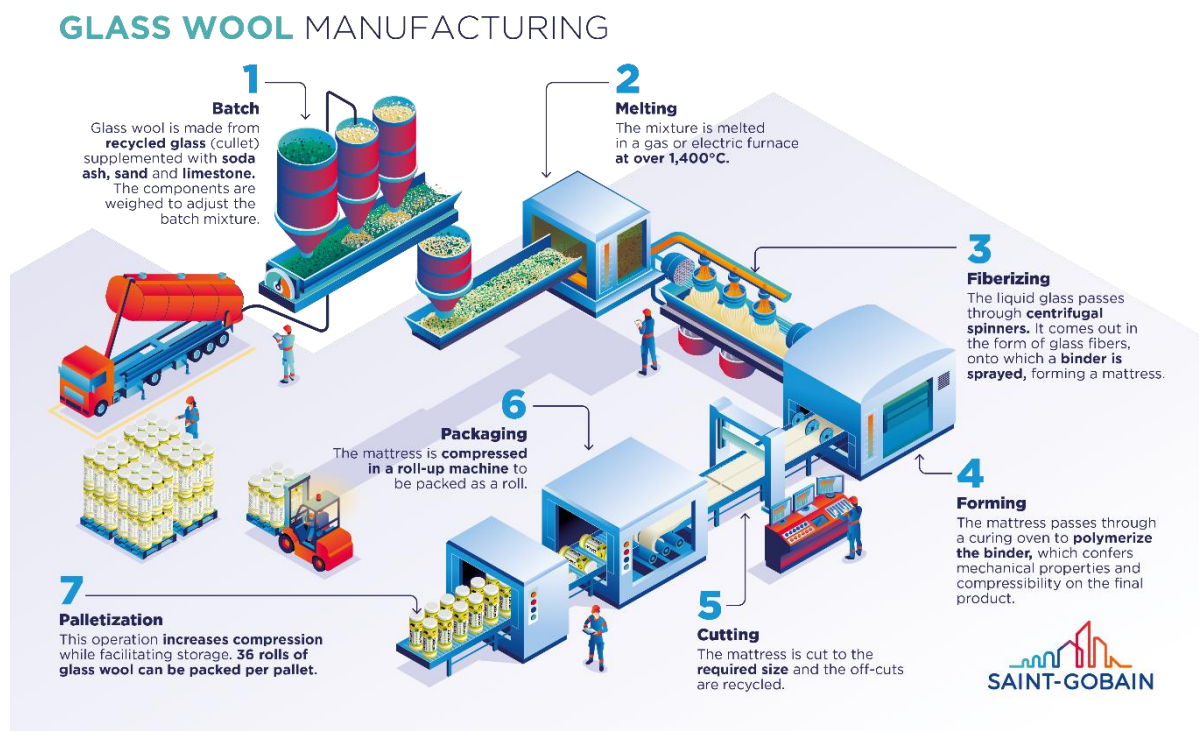 GLASS WOOL MANUFACTURING
1
Batch
Glass wool is made from
recycled glass (cullet)
supplemented with soda
ash, sand and limestone.
The components are
weighed to adjust the
batch mixture.
2
Melting
The mixture is melted
in a gas or electric furnace
at over 1,400°C.
3
Fiberizing
The liquid glass passes
through centrifugal
spinners. It comes out in
the form of glass fibers,
onto which a binder is
sprayed, forming a mattress.
4
Forming
The mattress passes through
a curing oven to polymerize
the binder, which confers
mechanical properties and
compressibility on the final
product.
5
Cutting
The mattress is cut to the
required size and the off-cuts
are recycled.
6
Packaging
The mattress is compressed
in a roll-up machine to
be packed as a roll.
7
Palletization
This operation increases compression
while facilitating storage. 36 rolls of
glass wool can be packed per pallet.
SAINT-GOBAIN